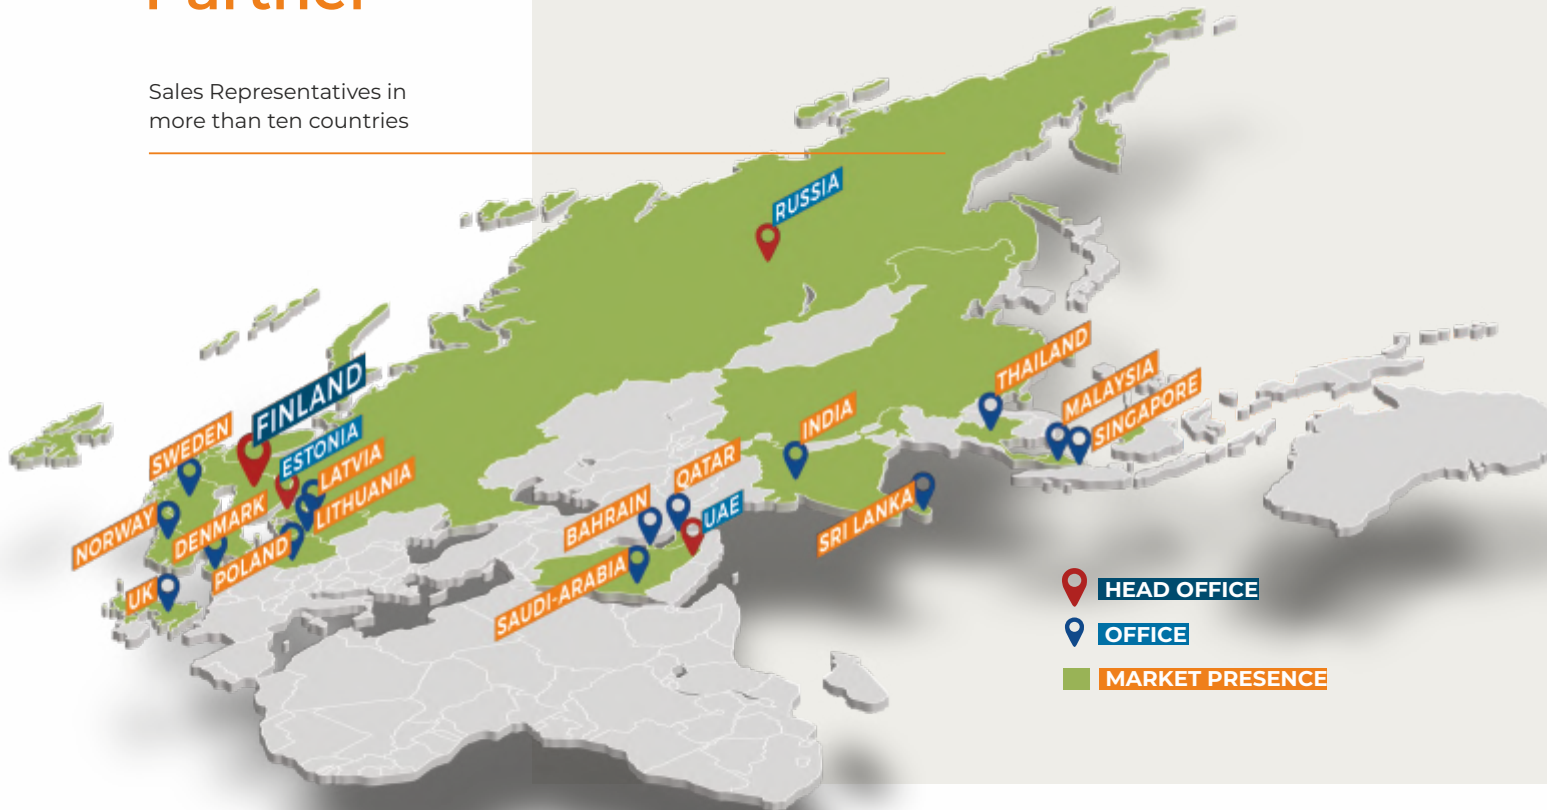 Partner
Sales Representatives in
more than ten countries
RUSSIA
FINLAND
SWEDEN
ESTONIA
LATVIA
LITHUANIA
NORWAY
DENMARK
POLAND
UK
THAILAND
MALAYSIA
SINGAPORE
INDIA
QATAR
BAHRAIN
UAE
SAUDI-ARABIA
SRI LANKA
HEAD OFFICE
OFFICE
MARKET PRESENCE